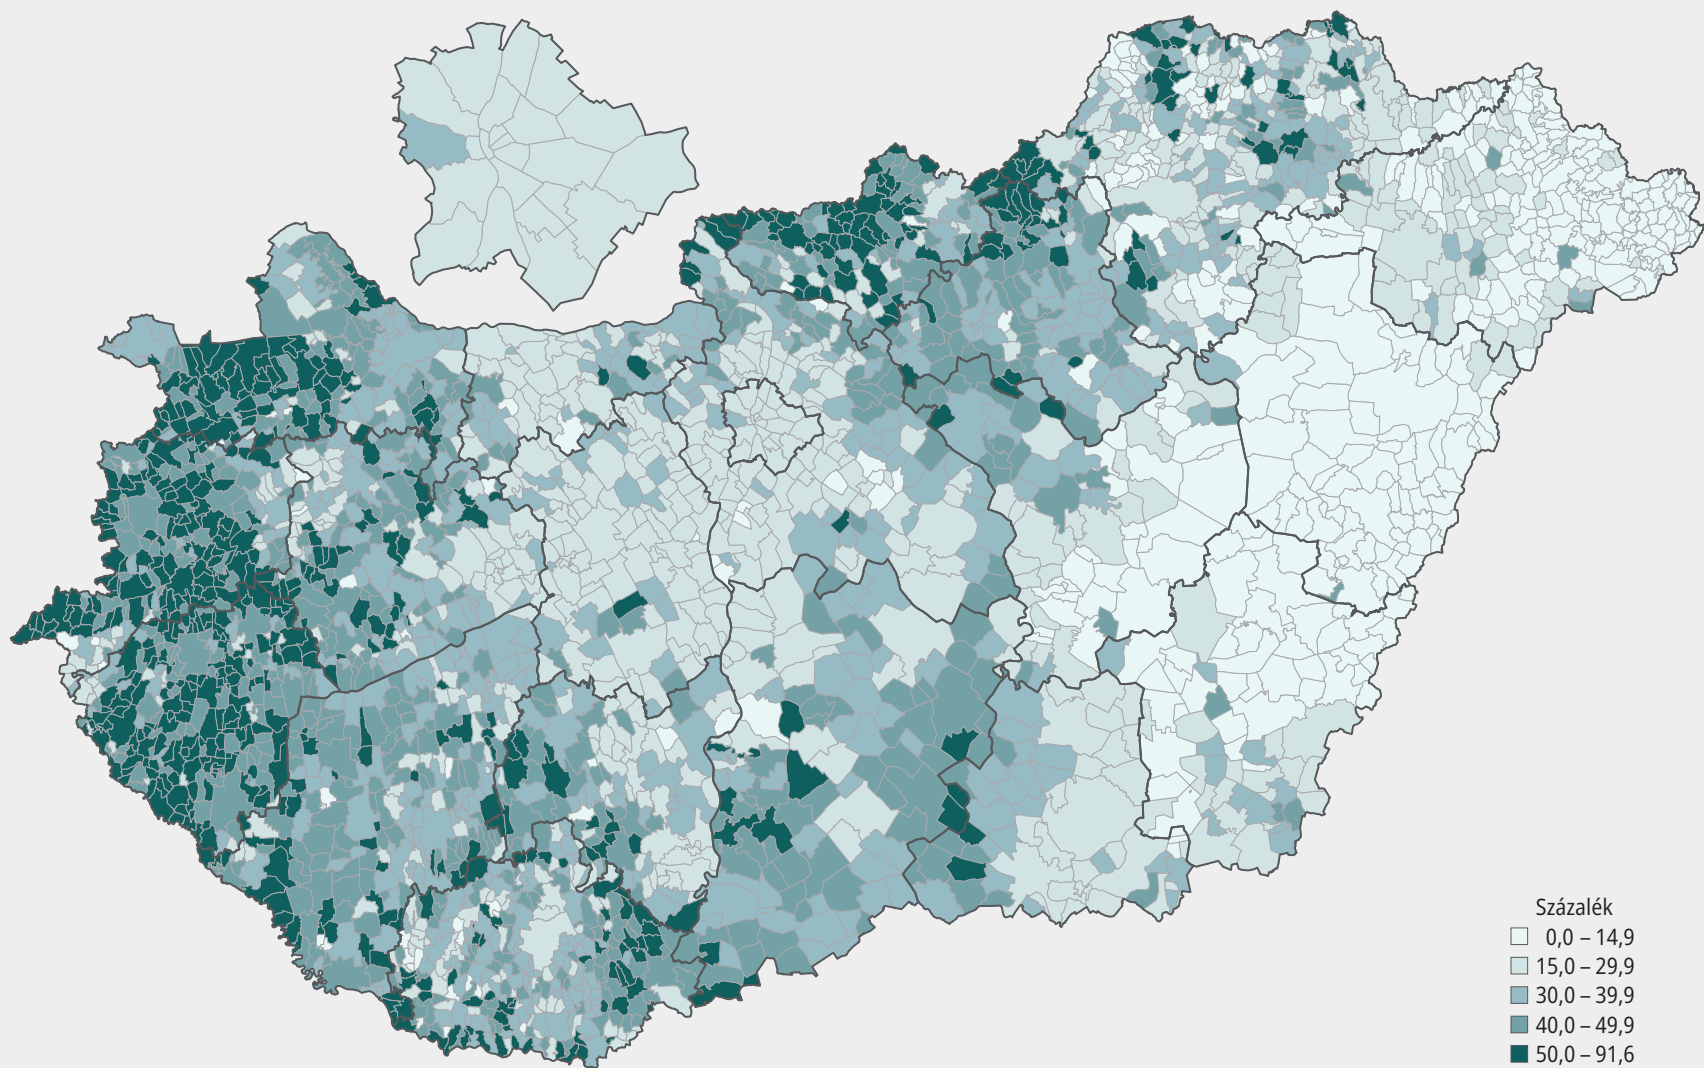 Százalék
0,0 – 14,9
15,0 – 29,9
30,0 – 39,9
40,0 – 49,9
50,0 – 91,6